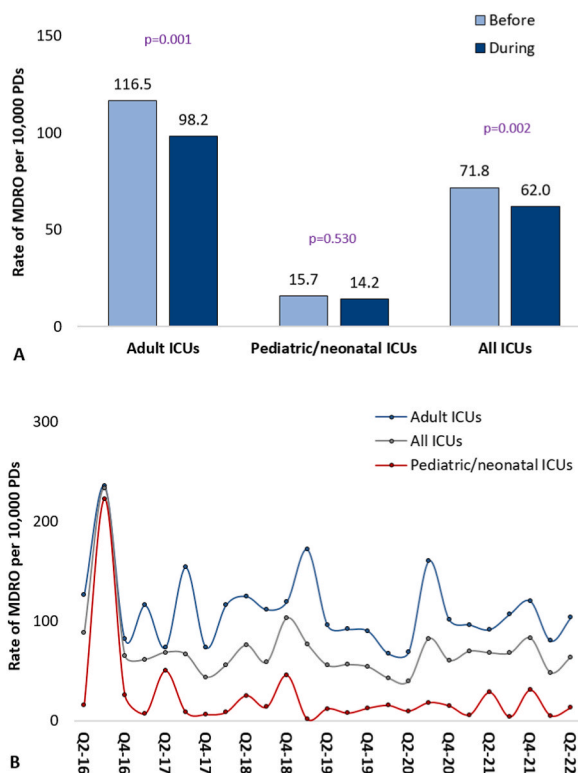 Before
During
150
100
50
0
Rate of MDRO per 10,000 PDs
p=0.001
116.5
98.2
p=0.530
15.7
14.2
p=0.002
71.8
62.0
Adult ICUs
Pediatric/neonatal ICUs
All ICUs
A
300
200
100
0
Rate of MDRO per 10,000 PDs
Adult ICUs
All ICUs
Pediatric/neonatal ICUs
Q2-16
Q4-16
Q2-17
Q4-17
Q2-18
Q4-18
Q2-19
Q4-19
Q2-20
Q4-20
Q2-21
Q4-21
Q2-22
B